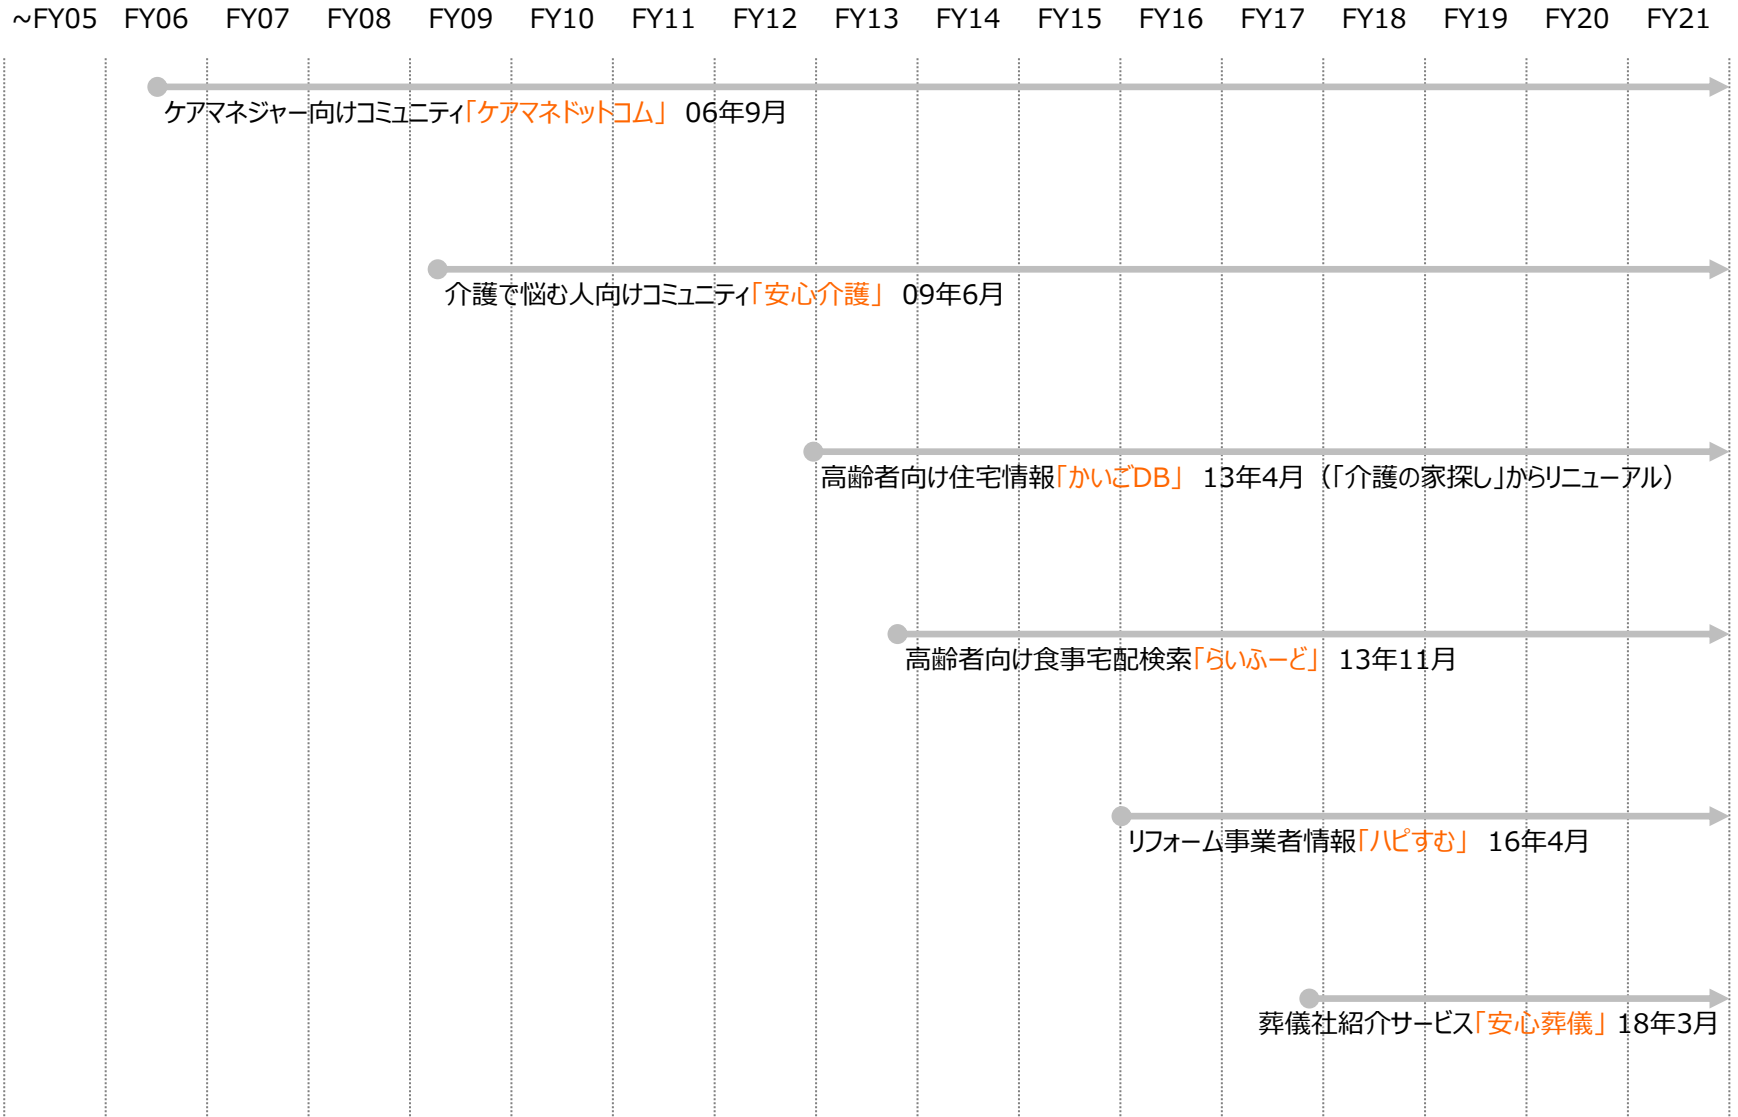 ~FY05 FY06 FY07 FY08 FY09 FY10 FY11 FY12 FY13 FY14 FY15 FY16 FY17 FY18 FY19 FY20 FY21
ケアマネジャー向けコミュニティ「ケアマネドットコム」 06年9月
介護で悩む人向けコミュニティ「安心介護」 09年6月
高齢者向け住宅情報「かいごDB」 13年4月（「介護の家探し」からリニューアル）
高齢者向け食事宅配検索「らいふーど」 13年11月
リフォーム事業者情報「ハピすむ」 16年4月
葬儀社紹介サービス「安心葬儀」 18年3月